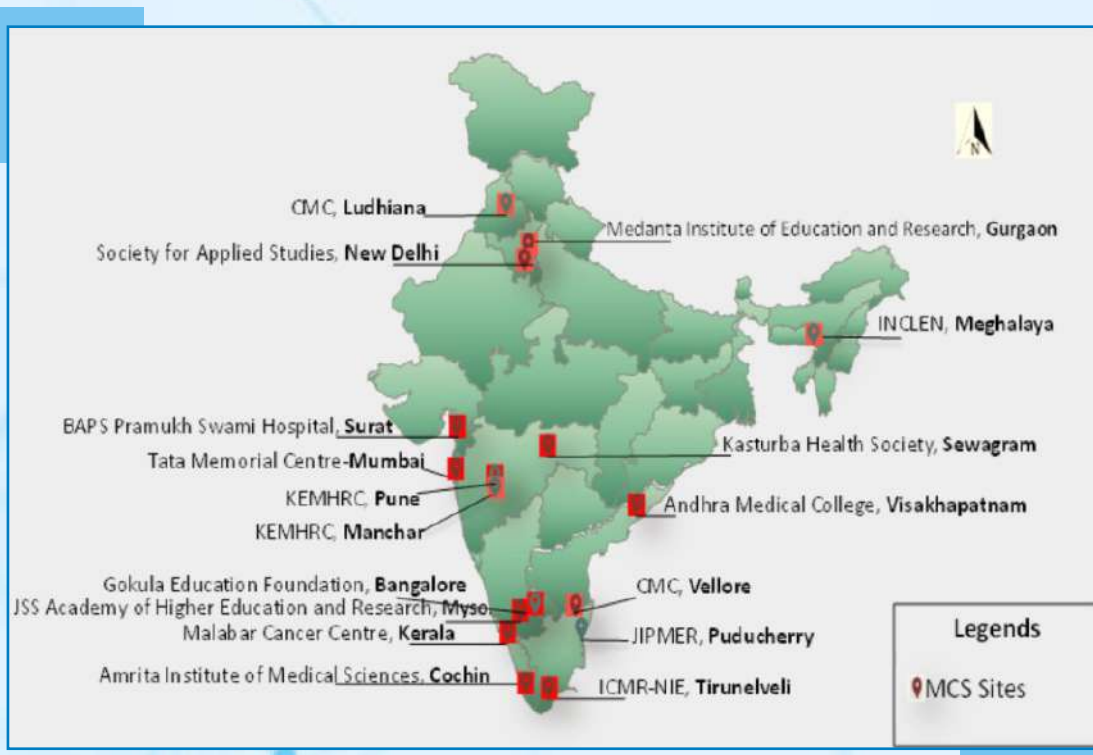 N
CMC, Ludhiana
Medanta Institute of Education and Research, Gurgaon
Society for Applied Studies, New Delhi
INCLEN, Meghalaya
BAPS Pramukh Swami Hospital, Surat
Kasturba Health Society, Sewagram
Tata Memorial Centre-Mumbai
KEMHRC, Pune
Andhra Medical College, Visakhapatnam
KEMHRC, Manchar
Gokula Education Foundation, Bangalore
CMC, Vellore
JSS Academy of Higher Education and Research, Myso.
Malabar Cancer Centre, Kerala
JIPMER, Puducherry
Amrita Institute of Medical Sciences, Cochin
ICMR-NIE, Tirunelveli
Legends
MCS Sites